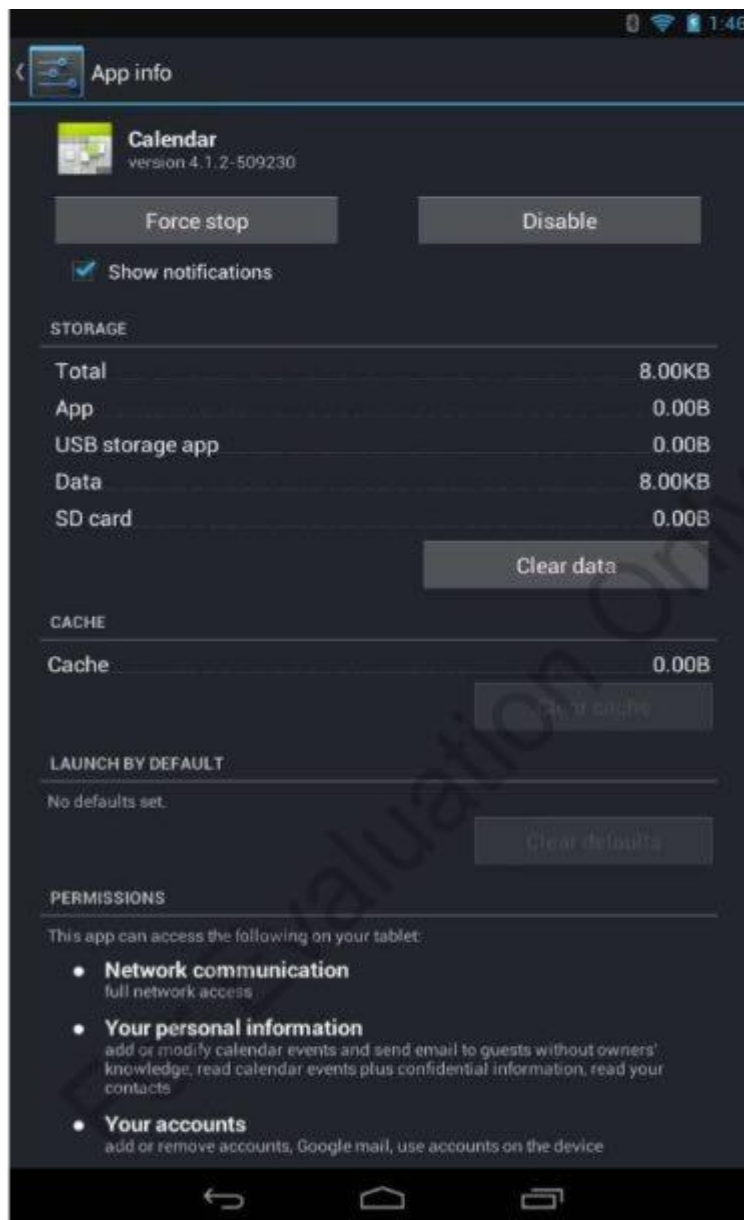 1:46
App info
Calendar
version 4.1.2-509230
Force stop Disable
Show notifications
STORAGE
Total 8.00KB
App 0.00B
USB storage app 0.00B
Data 8.00KB
SD card 0.00B
Clear data
CACHE
Cache 0.00B
Clear cache
LAUNCH BY DEFAULT
No defaults set.
Clear defaults
PERMISSIONS
This app can access the following on your tablet:
Network communication
full network access
Your personal information
add or modify calendar events and send email to guests without owners'
knowledge, read calendar events plus confidential information, read your
contacts
Your accounts
add or remove accounts, Google mail, use accounts on the device
Evaluation Only